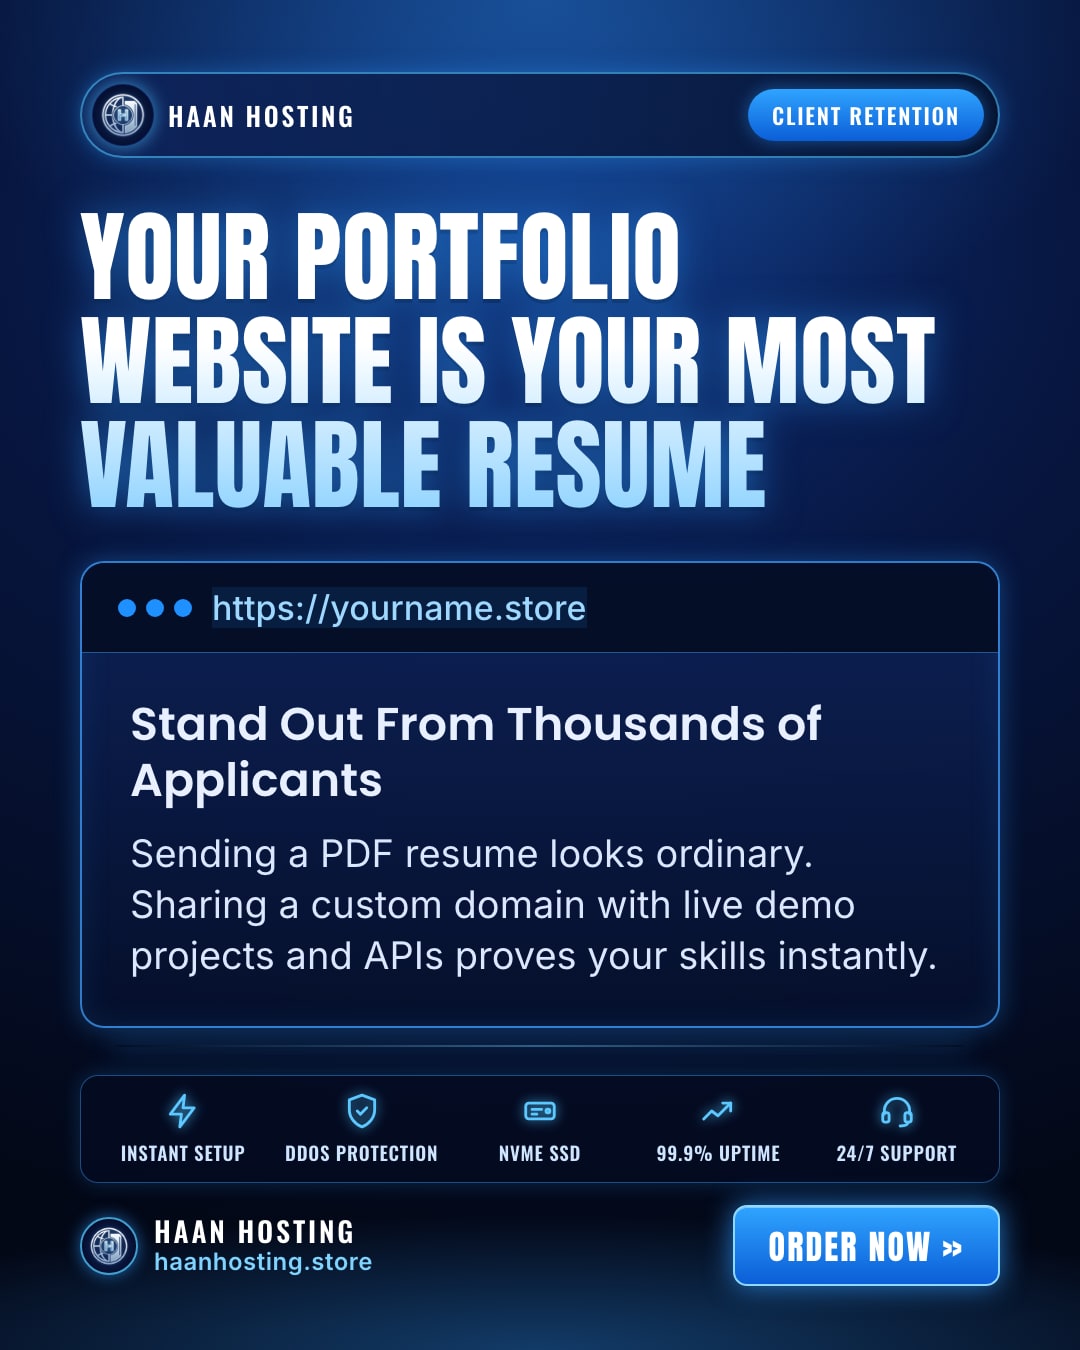 HAAN HOSTING
CLIENT RETENTION
YOUR PORTFOLIO
WEBSITE IS YOUR MOST
VALUABLE RESUME
https://yourname.store
Stand Out From Thousands of
Applicants
Sending a PDF resume looks ordinary.
Sharing a custom domain with live demo
projects and APIs proves your skills instantly.
INSTANT SETUP
DDOS PROTECTION
NVME SSD
99.9% UPTIME
24/7 SUPPORT
HAAN HOSTING
haanhosting.store
ORDER NOW »